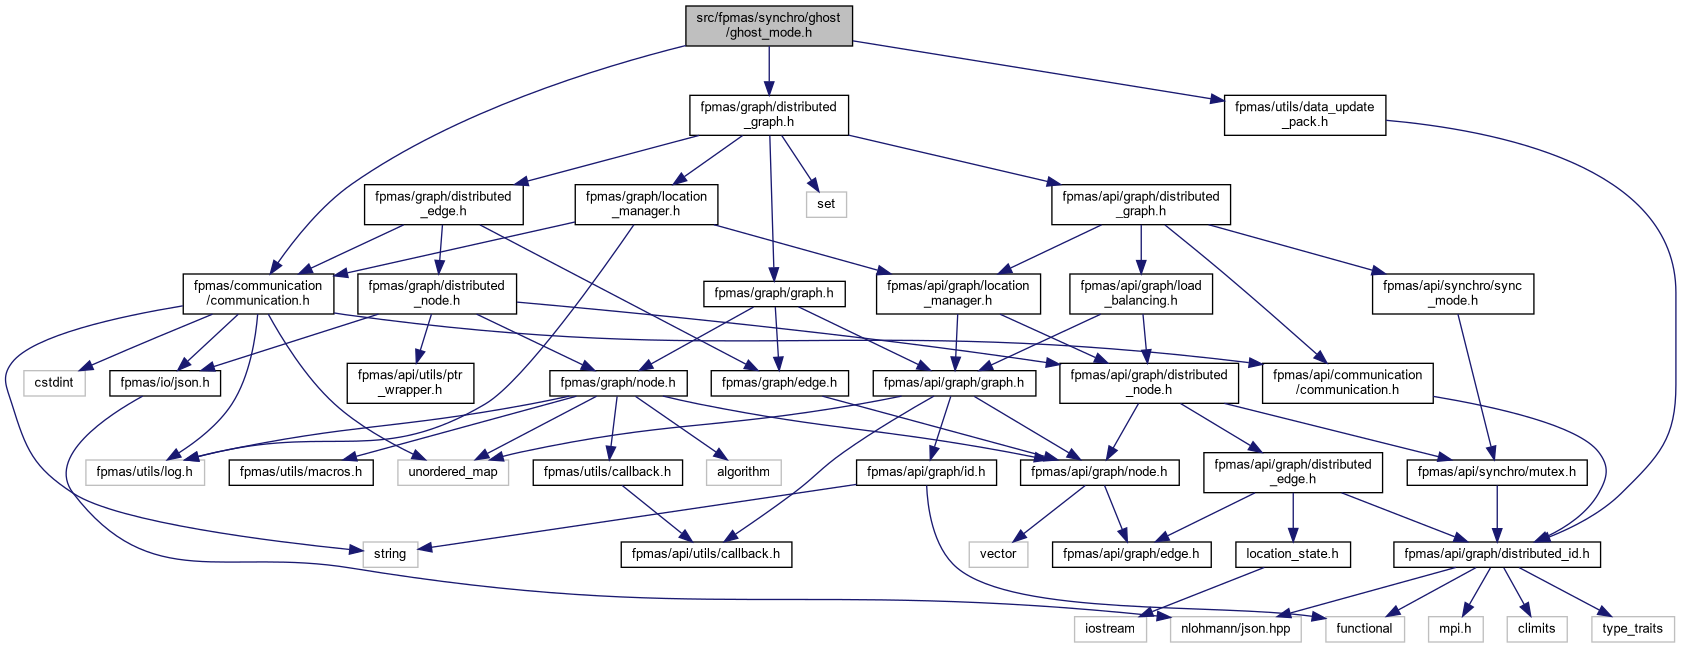 src/fpmas/synchro/ghost
/ghost_mode.h
fpmas/graph/distributed
_graph.h
fpmas/utils/data_update
_pack.h
fpmas/graph/distributed
_edge.h
fpmas/graph/location
_manager.h
set
fpmas/api/graph/distributed
_graph.h
fpmas/communication
/communication.h
fpmas/graph/distributed
_node.h
fpmas/graph/graph.h
fpmas/api/graph/location
_manager.h
fpmas/api/graph/load
_balancing.h
fpmas/api/synchro/sync
_mode.h
cstdint
fpmas/io/json.h
fpmas/api/utils/ptr
_wrapper.h
fpmas/graph/node.h
fpmas/graph/edge.h
fpmas/api/graph/graph.h
fpmas/api/graph/distributed
_node.h
fpmas/api/communication
/communication.h
fpmas/utils/log.h
fpmas/utils/macros.h
unordered_map
fpmas/utils/callback.h
algorithm
fpmas/api/graph/id.h
fpmas/api/graph/node.h
fpmas/api/graph/distributed
_edge.h
fpmas/api/synchro/mutex.h
string
fpmas/api/utils/callback.h
vector
fpmas/api/graph/edge.h
location_state.h
fpmas/api/graph/distributed_id.h
iostream
nlohmann/json.hpp
functional
mpi.h
climits
type_traits